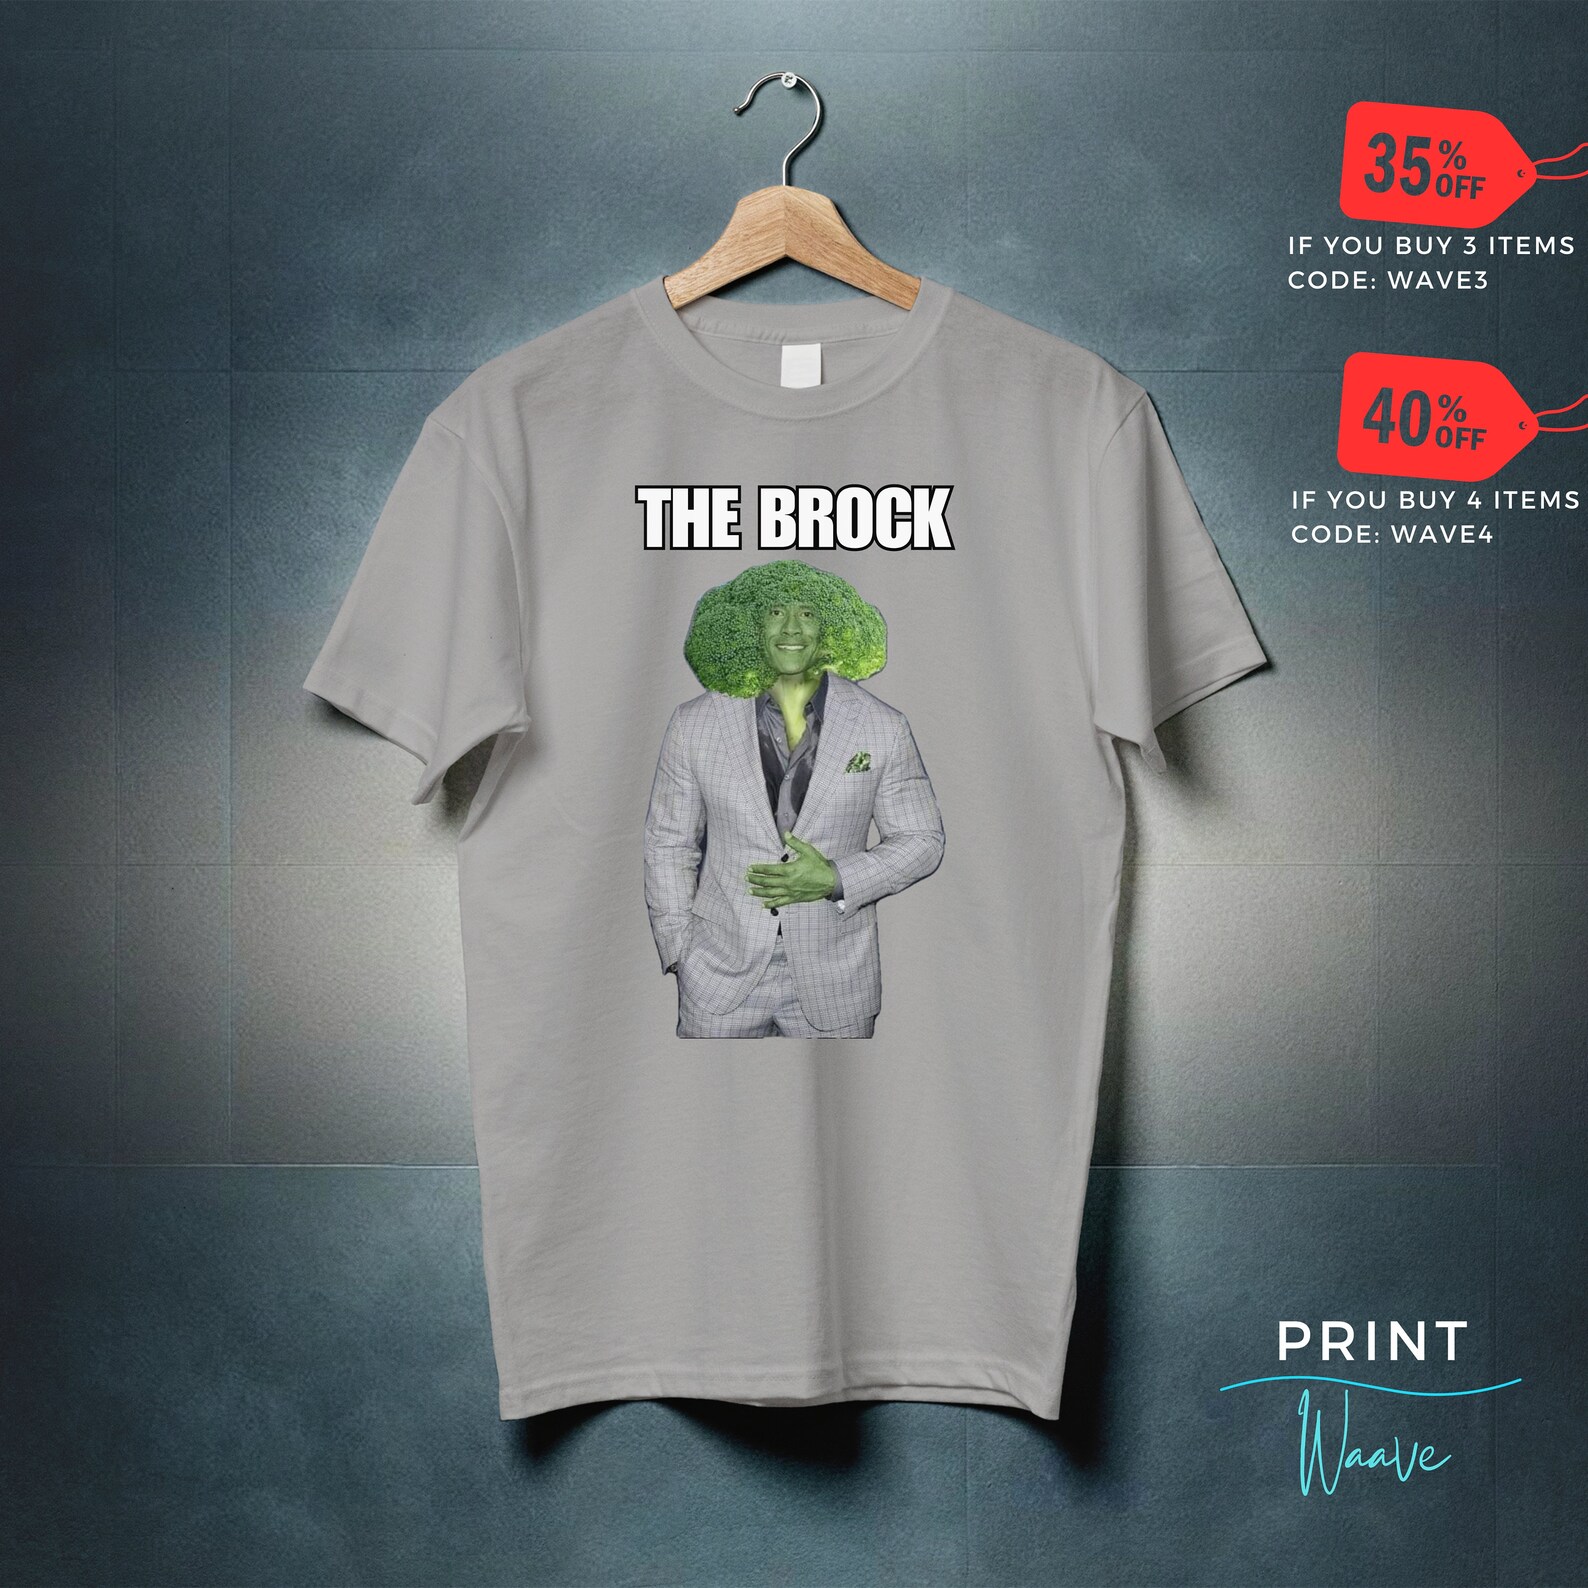 35% OFF
IF YOU BUY 3 ITEMS
CODE: WAVE3
40% OFF
IF YOU BUY 4 ITEMS
CODE: WAVE4
THE BROCK
PRINT
Waave